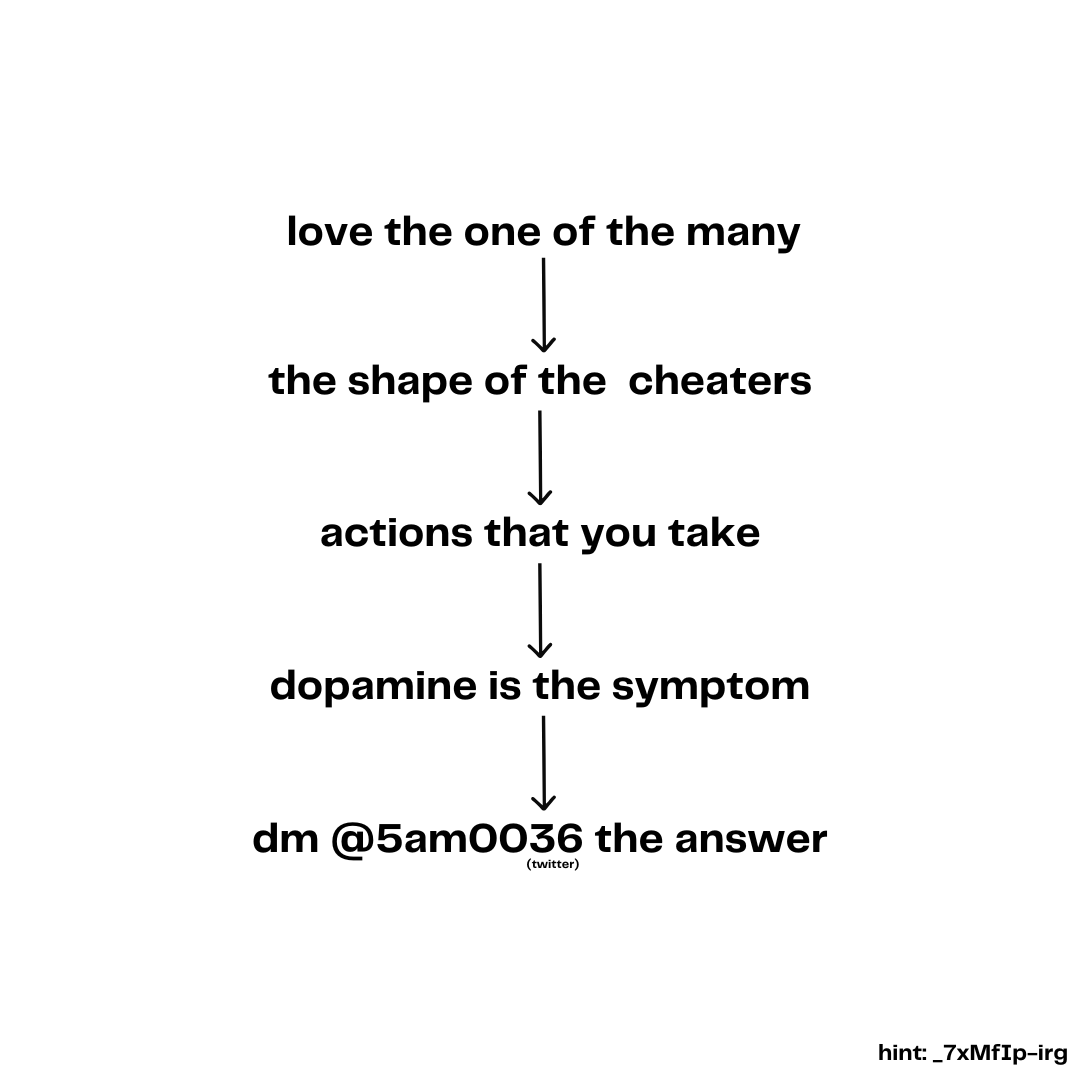 love the one of the many
the shape of the  cheaters
actions that you take
dopamine is the symptom
dm @5am0036 the answer
(twitter)
hint: _7xMfIp-irg